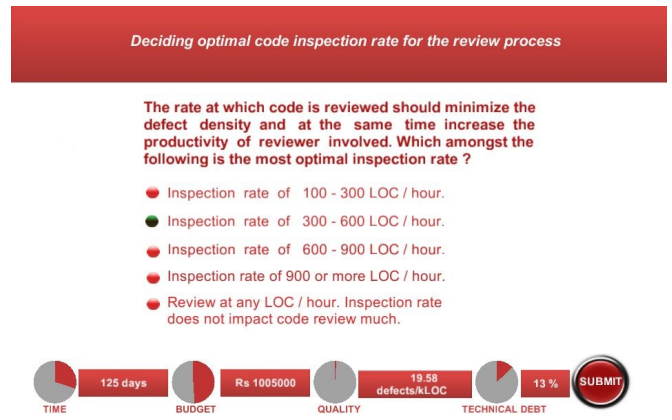 Deciding optimal code inspection rate for the review process
The rate at which code is reviewed should minimize the
defect density and at the same time increase the
productivity of reviewer involved. Which amongst the
following is the most optimal inspection rate ?
Inspection rate of 100 - 300 LOC / hour.
Inspection rate of 300 - 600 LOC / hour.
Inspection rate of 600 - 900 LOC / hour.
Inspection rate of 900 or more LOC / hour.
Review at any LOC / hour. Inspection rate
does not impact code review much.
125 days
Rs 1005000
19.58
defects/kLOC
13 %
SUBMIT
TIME
BUDGET
QUALITY
TECHNICAL DEBT